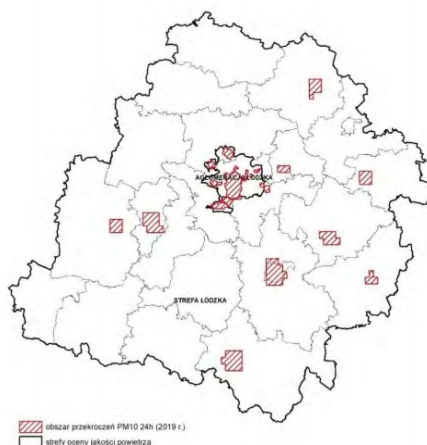 AGLOMERACJA ŁÓDZKA
STREFA ŁÓDZKA
obszar przekroczeń PM10 24h (2019 r.)
strefy oceny jakości powietrza